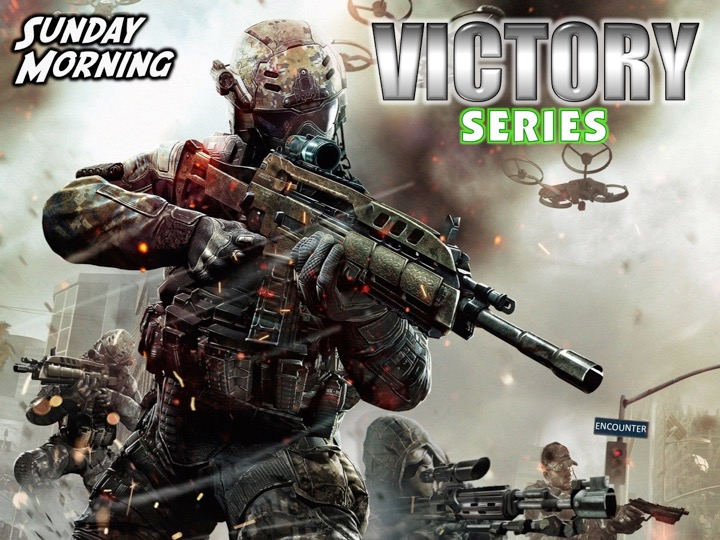 SUNDAY
MORNING
VICTORY
SERIES
ENCOUNTER